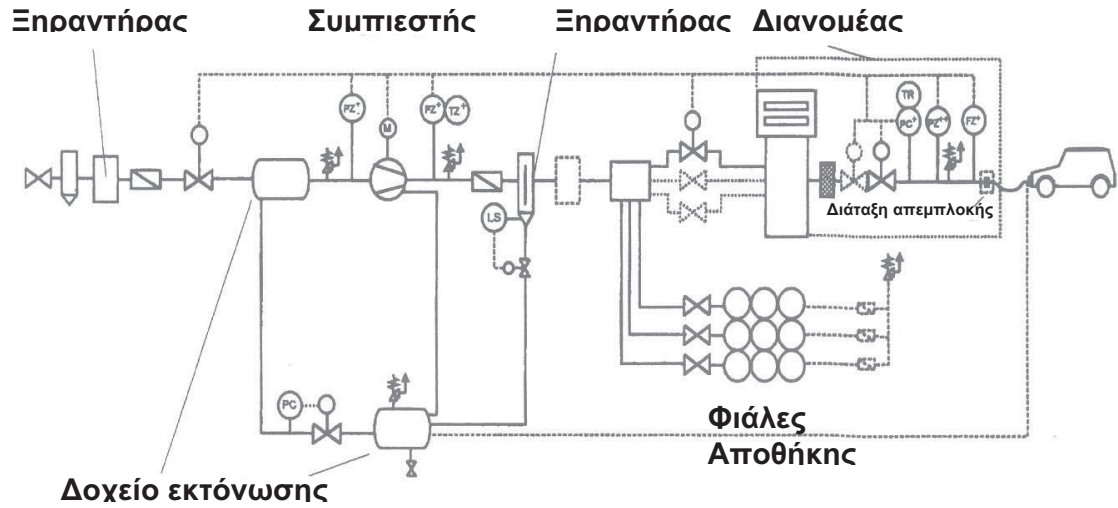 Ξηραντήρας Συμπιεστής Ξηραντήρας Διανομέας
TR
PZ⁻ PZ⁺ TZ⁺ PC⁺ PZ⁺⁺ FZ⁺
M
LS
Διάταξη απεμπλοκής
PC
Φιάλες
Αποθήκης
Δοχείο εκτόνωσης